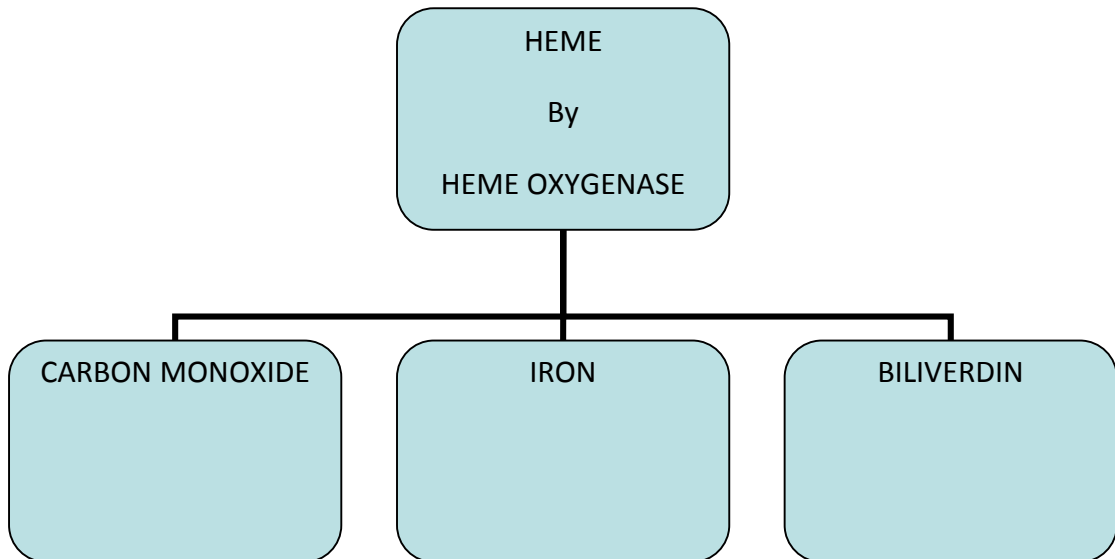 HEME
By
HEME OXYGENASE
CARBON MONOXIDE
IRON
BILIVERDIN